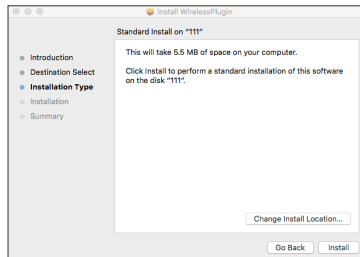 Install WirelessPlugin
Standard Install on "111"
Introduction
Destination Select
Installation Type
Installation
Summary
This will take 5.5 MB of space on your computer.
Click Install to perform a standard installation of this software
on the disk "111".
Change Install Location...
Go Back
Install